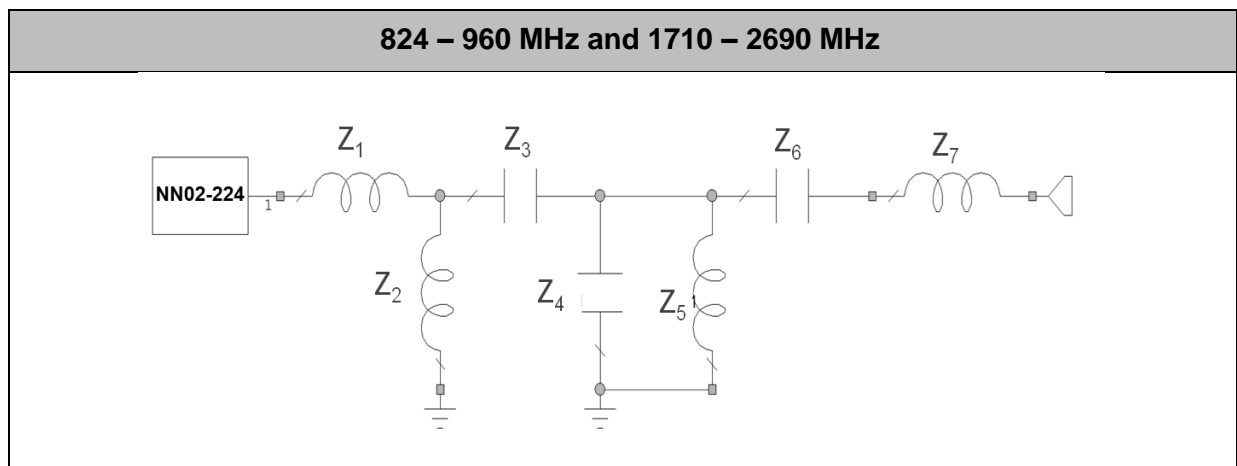 824 – 960 MHz and 1710 – 2690 MHz
Z1
Z3
Z6
Z7
NN02-224
1
Z2
Z4
Z5 1